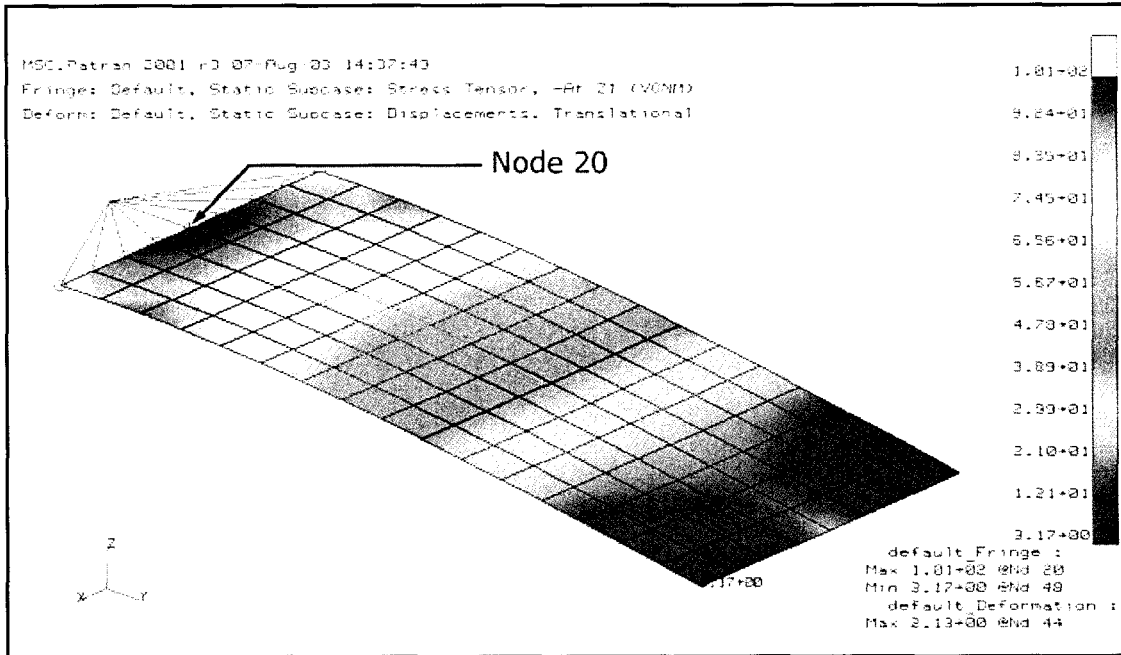 MSC.Patran 2001 r3 07-Aug-03 14:37:43
Fringe: Default, Static Subcase: Stress Tensor, -At Z1 (VONM)
Deform: Default, Static Subcase: Displacements, Translational
Node 20
1.01+02
9.24+01
8.35+01
7.45+01
6.56+01
5.67+01
4.78+01
3.89+01
2.99+01
2.10+01
1.21+01
3.17+00
.17+00
default_Fringe :
Max 1.01+02 @Nd 20
Min 3.17+00 @Nd 49
default_Deformation :
Max 2.13+00 @Nd 44
Z
X
Y